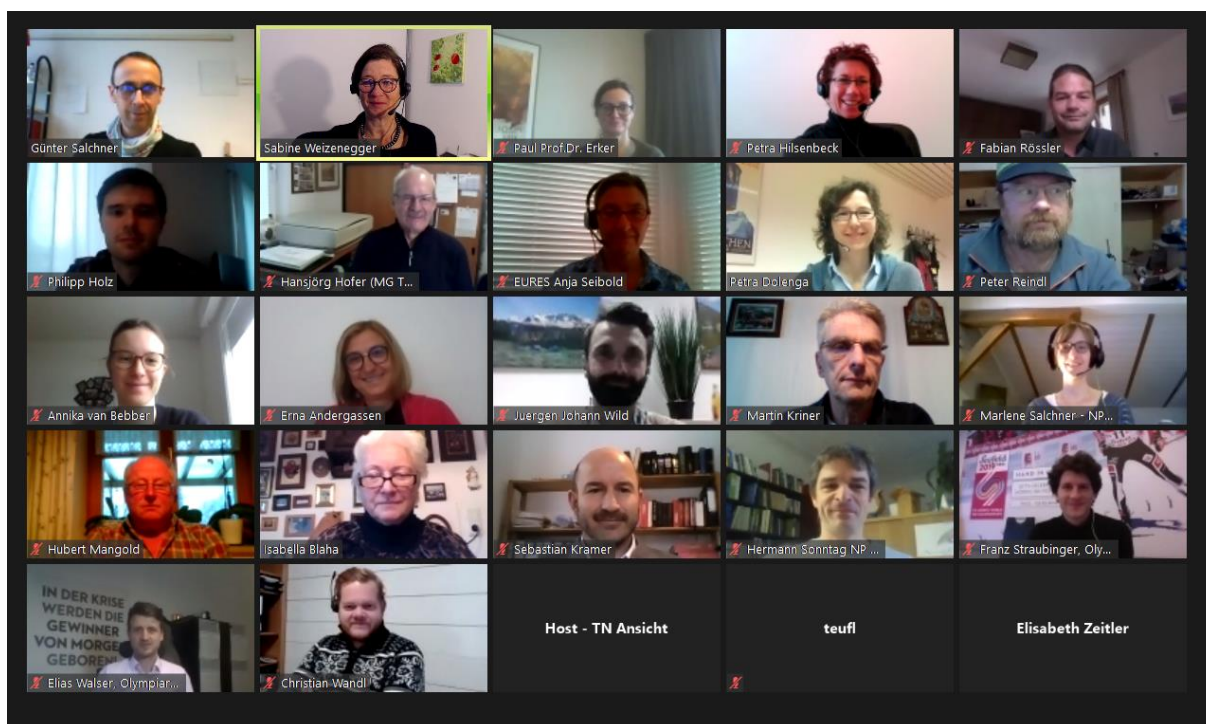 Günter Salchner
Sabine Weizenegger
Paul Prof.Dr. Erker
Petra Hilsenbeck
Fabian Rössler
Philipp Holz
Hansjörg Hofer (MG T...
EURES Anja Seibold
Petra Dolenga
Peter Reindl
Annika van Bebber
Erna Andergassen
Juergen Johann Wild
Martin Kriner
Marlene Salchner - NP...
Hubert Mangold
Isabella Blaha
Sebastian Kramer
Hermann Sonntag NP ...
Seefeld
2019
Franz Straubinger, Oly...
IN DER KRISE
WERDEN DIE
GEWINNER
VON MORGE
GEBOREN
Elias Walser, Olympiar...
Christian Wandl
Host - TN Ansicht
teufl
Elisabeth Zeitler